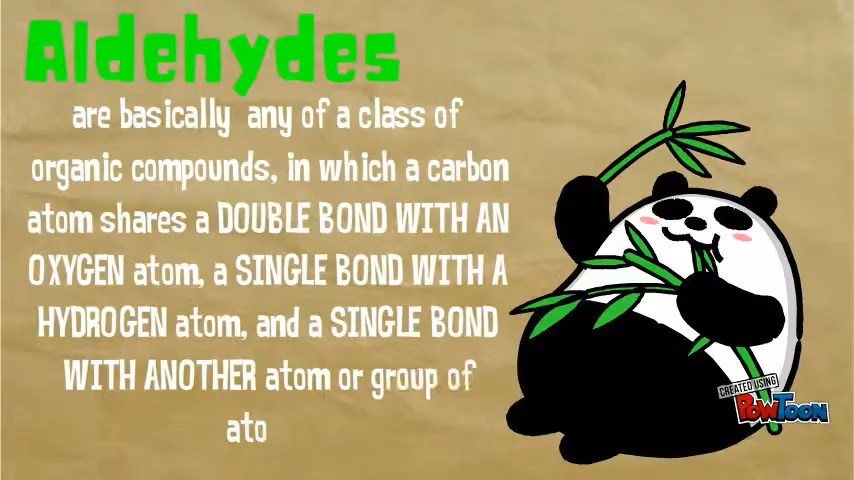 Aldehydes
are basically any of a class of
organic compounds, in which a carbon
atom shares a DOUBLE BOND WITH AN
OXYGEN atom, a SINGLE BOND WITH A
HYDROGEN atom, and a SINGLE BOND
WITH ANOTHER atom or group of
ato
CREATED USING
POWTOON